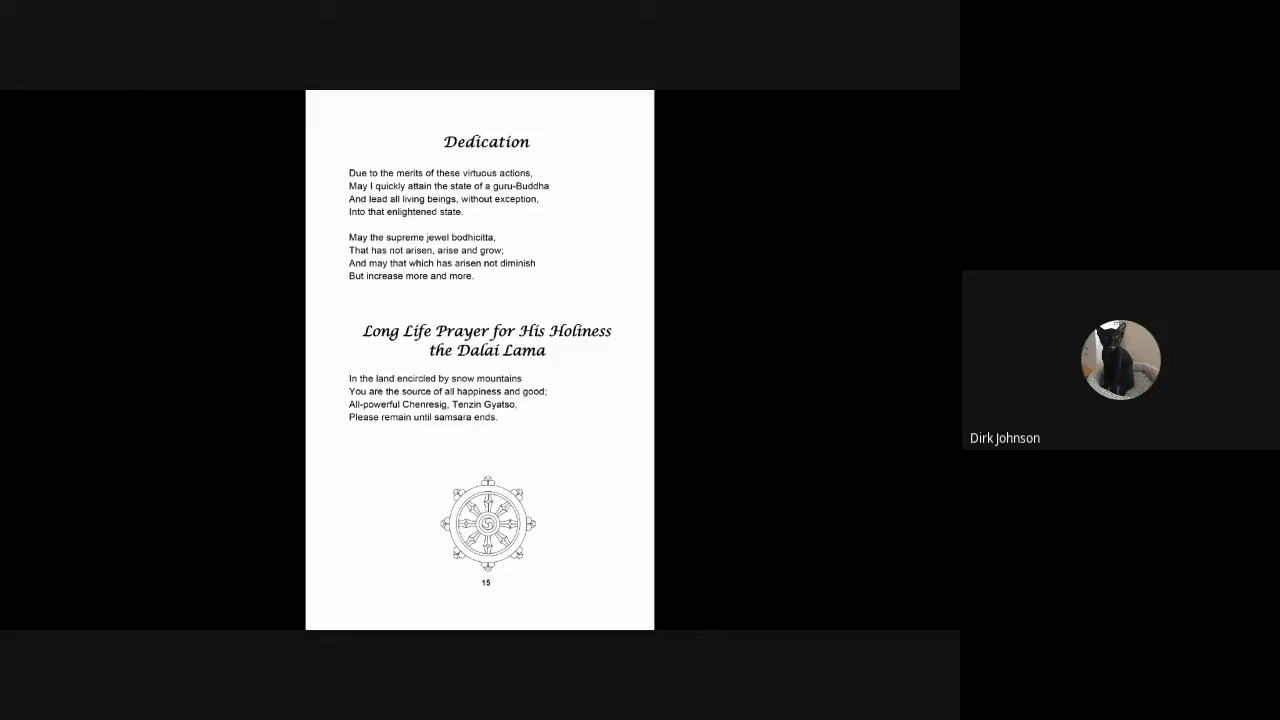 Dedication
Due to the merits of these virtuous actions,
May I quickly attain the state of a guru-Buddha
And lead all living beings, without exception,
Into that enlightened state.
May the supreme jewel bodhicitta,
That has not arisen, arise and grow;
And may that which has arisen not diminish
But increase more and more.
Long Life Prayer for His Holiness
the Dalai Lama
In the land encircled by snow mountains
You are the source of all happiness and good;
All-powerful Chenresig, Tenzin Gyatso,
Please remain until samsara ends.
15
Dirk Johnson